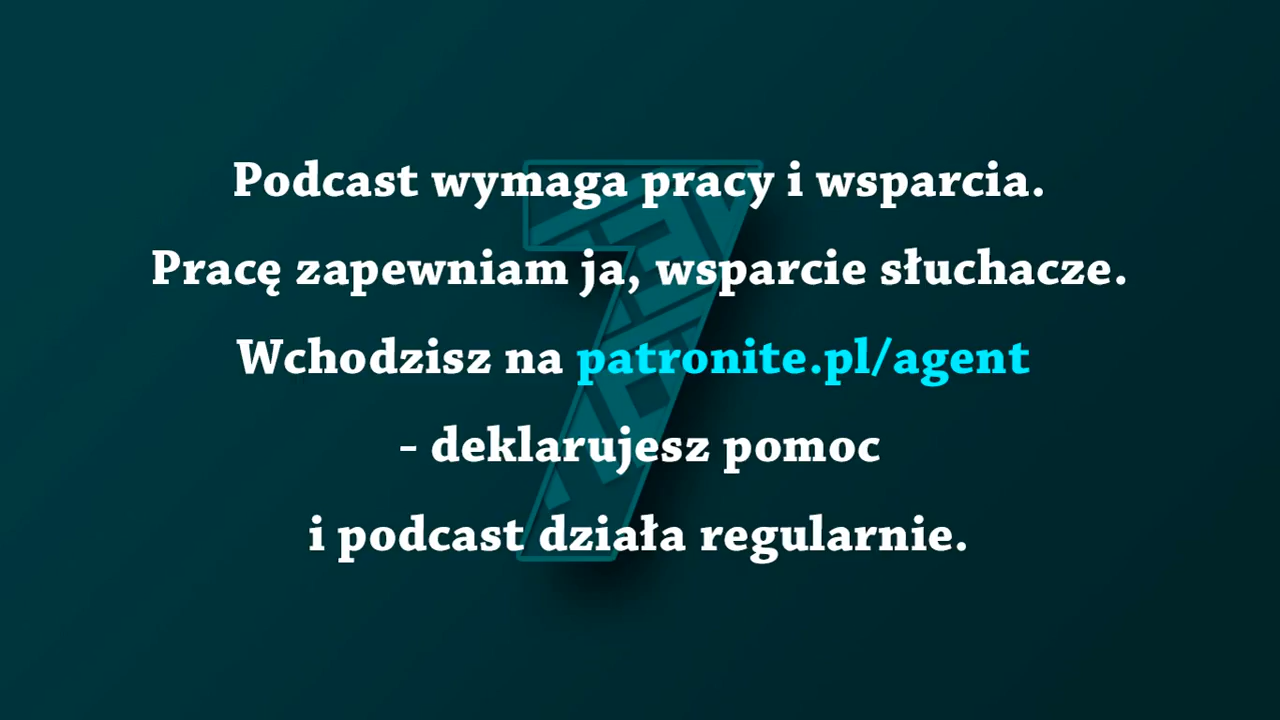 Podcast wymaga pracy i wsparcia.
Pracę zapewniam ja, wsparcie słuchacze.
Wchodzisz na patronite.pl/agent
- deklarujesz pomoc
i podcast działa regularnie.